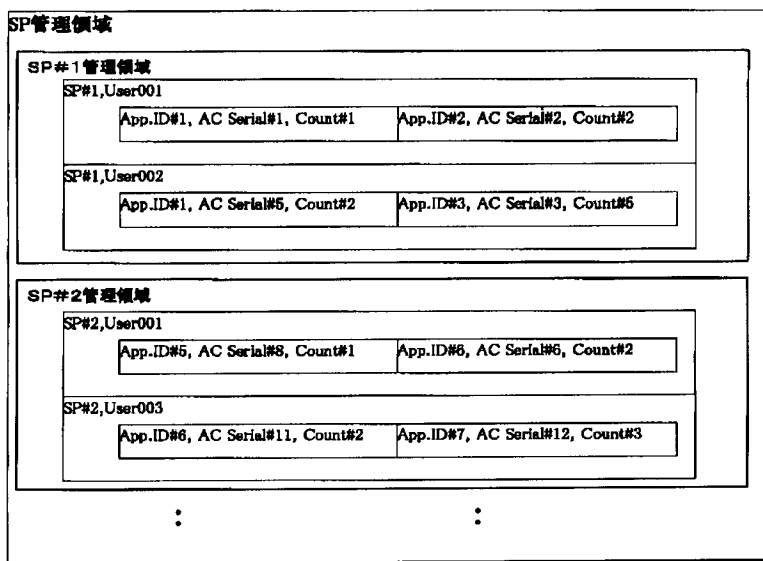 SP管理領域
SP#1管理領域
SP#1,User001
App.ID#1, AC Serial#1, Count#1 App.ID#2, AC Serial#2, Count#2
SP#1,User002
App.ID#1, AC Serial#5, Count#2 App.ID#3, AC Serial#3, Count#5
SP#2管理領域
SP#2,User001
App.ID#5, AC Serial#8, Count#1 App.ID#6, AC Serial#6, Count#2
SP#2,User003
App.ID#6, AC Serial#11, Count#2 App.ID#7, AC Serial#12, Count#3